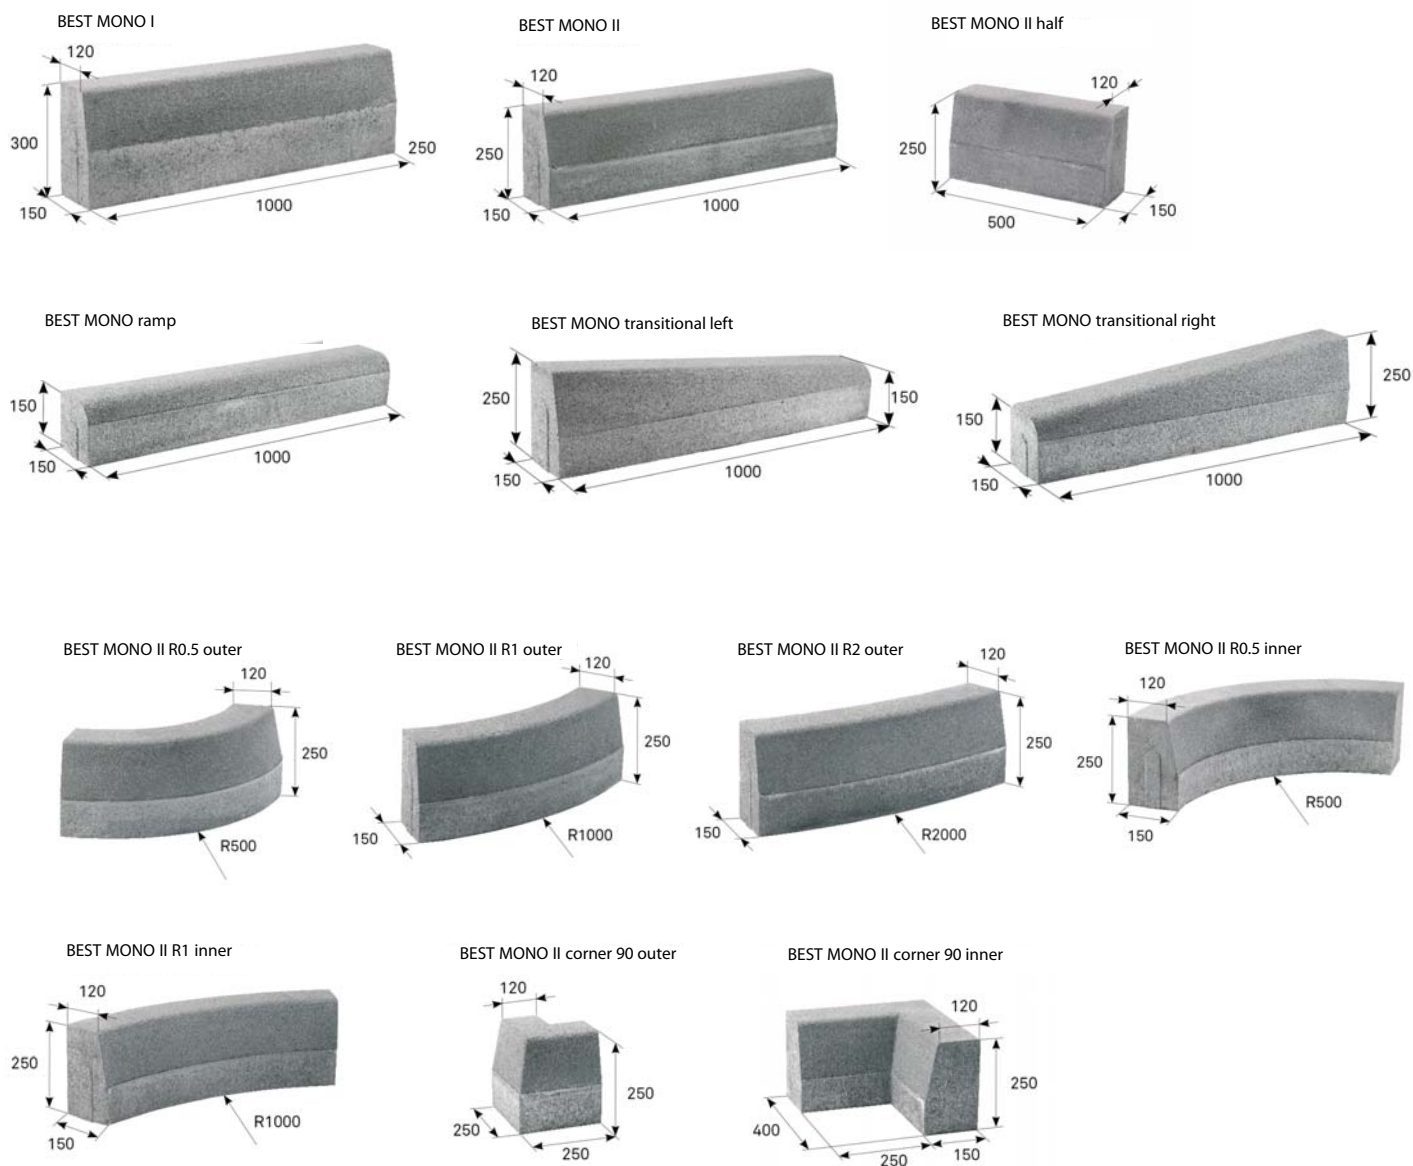 BEST MONO I
120
300
150
1000
250
BEST MONO II
120
250
150
1000
BEST MONO II half
120
250
500
150
BEST MONO ramp
150
150
1000
BEST MONO transitional left
250
150
150
1000
BEST MONO transitional right
150
250
150
1000
BEST MONO II R0.5 outer
120
250
R500
BEST MONO II R1 outer
120
250
150
R1000
BEST MONO II R2 outer
120
250
150
R2000
BEST MONO II R0.5 inner
120
250
150
R500
BEST MONO II R1 inner
120
250
150
R1000
BEST MONO II corner 90 outer
120
250
250
250
BEST MONO II corner 90 inner
120
250
400
250
150